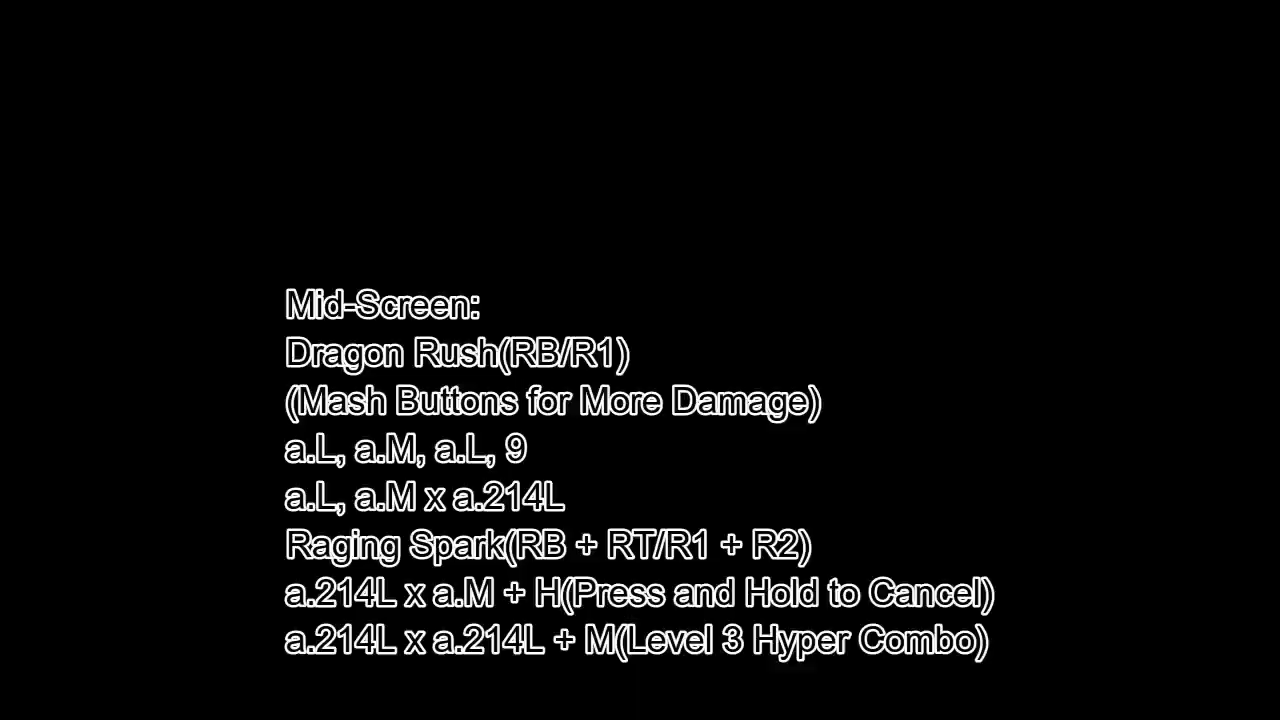 Mid-Screen:
Dragon Rush(RB/R1)
(Mash Buttons for More Damage)
a.L, a.M, a.L, 9
a.L, a.M x a.214L
Raging Spark(RB + RT/R1 + R2)
a.214L x a.M + H(Press and Hold to Cancel)
a.214L x a.214L + M(Level 3 Hyper Combo)